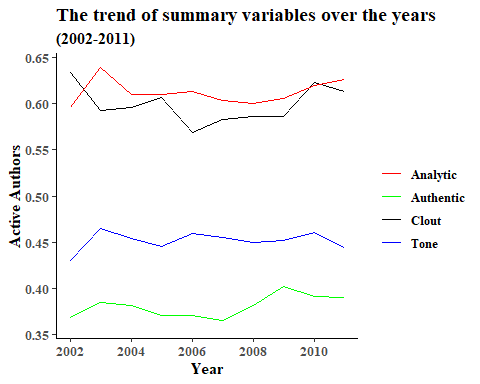 The trend of summary variables over the years
(2002-2011)
0.65
0.60
0.55
0.50
0.45
0.40
0.35
Active Authors
2002
2004
2006
2008
2010
Year
Analytic
Authentic
Clout
Tone